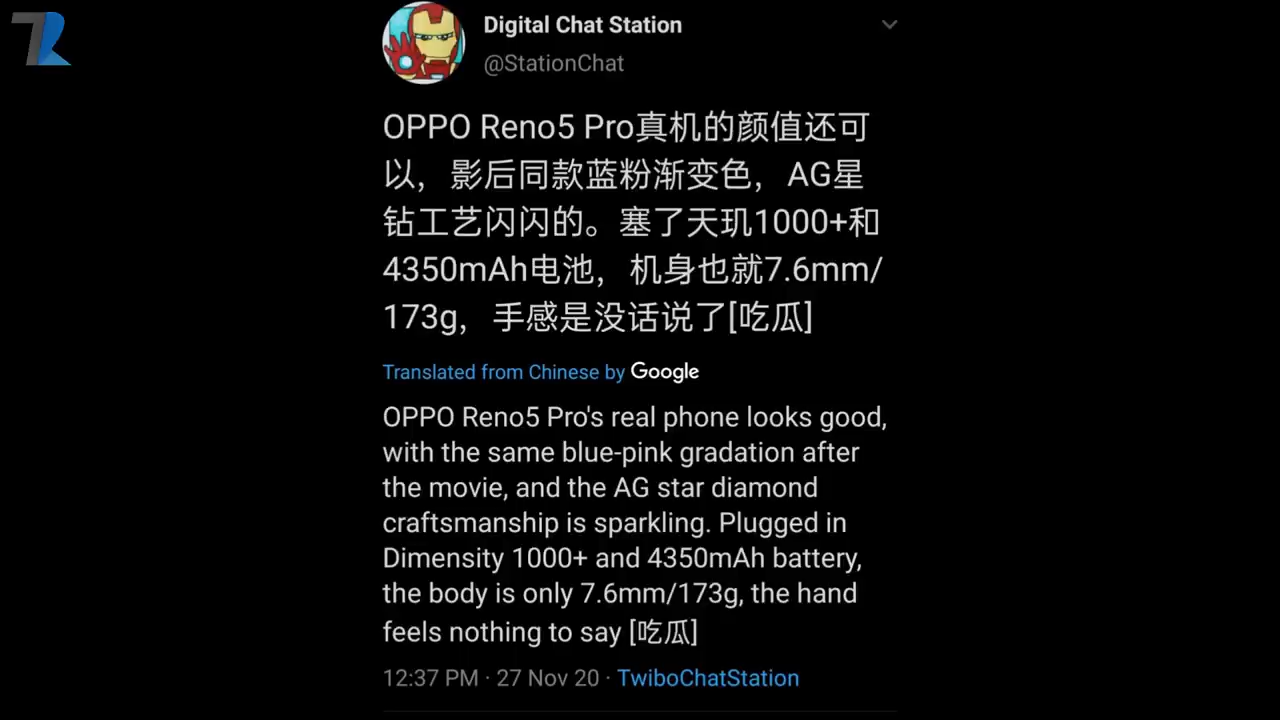 Digital Chat Station
@StationChat
OPPO Reno5 Pro真机的颜值还可
以，影后同款蓝粉渐变色，AG星
钻工艺闪闪的。塞了天玑1000+和
4350mAh电池，机身也就7.6mm/
173g，手感是没话说了[吃瓜]
Translated from Chinese by Google
OPPO Reno5 Pro's real phone looks good,
with the same blue-pink gradation after
the movie, and the AG star diamond
craftsmanship is sparkling. Plugged in
Dimensity 1000+ and 4350mAh battery,
the body is only 7.6mm/173g, the hand
feels nothing to say [吃瓜]
12:37 PM · 27 Nov 20 · TwiboChatStation